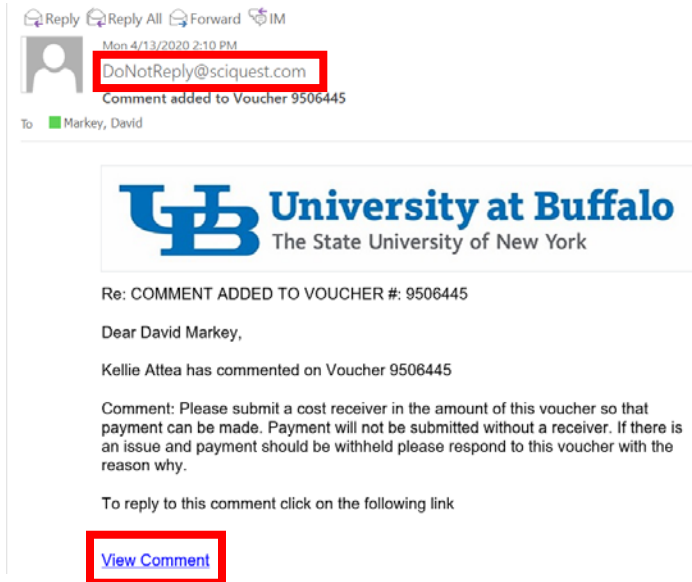 Reply Reply All Forward IM
Mon 4/13/2020 2:10 PM
DoNotReply@sciquest.com
Comment added to Voucher 9506445
To Markey, David
UB University at Buffalo
The State University of New York
Re: COMMENT ADDED TO VOUCHER #: 9506445
Dear David Markey,
Kellie Attea has commented on Voucher 9506445
Comment: Please submit a cost receiver in the amount of this voucher so that
payment can be made. Payment will not be submitted without a receiver. If there is
an issue and payment should be withheld please respond to this voucher with the
reason why.
To reply to this comment click on the following link
View Comment